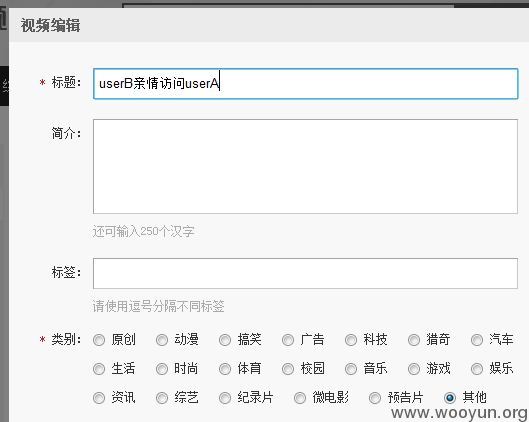 视频编辑
* 标题： userB亲情访问userA
简介：
还可输入250个汉字
标签：
请使用逗号分隔不同标签
* 类别： 原创 动漫 搞笑 广告 科技 猎奇 汽车
生活 时尚 体育 校园 音乐 游戏 娱乐
资讯 综艺 纪录片 微电影 预告片 其他
www.wooyun.org